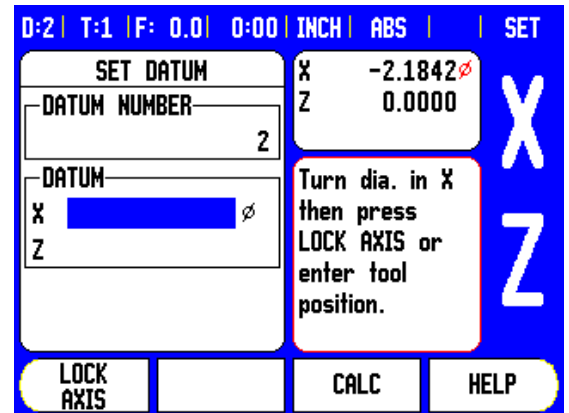 D:2 | T:1 | F: 0.0 | 0:00 | INCH | ABS | | SET
SET DATUM
DATUM NUMBER
2
DATUM
X ø
Z
X -2.1842ø
Z 0.0000
Turn dia. in X
then press
LOCK AXIS or
enter tool
position.
X
Z
LOCK
AXIS
CALC
HELP